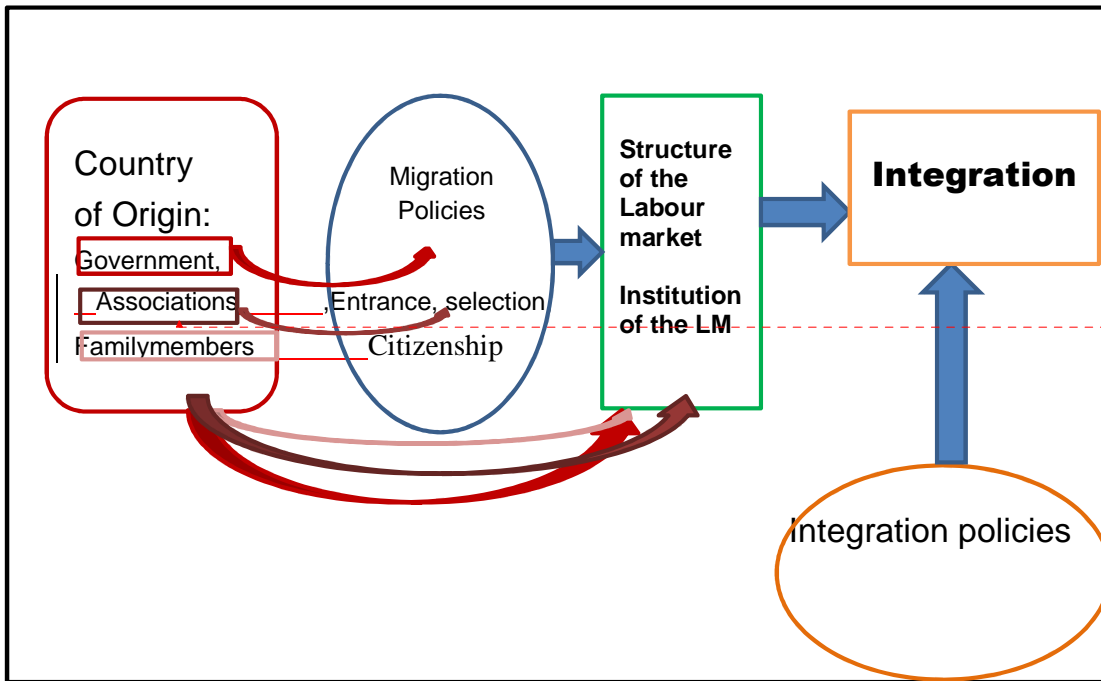 Country
of Origin:
Government,
Associations
Familymembers
Migration
Policies
,Entrance, selection
Citizenship
Structure
of the
Labour
market
Institution
of the LM
Integration
Integration policies